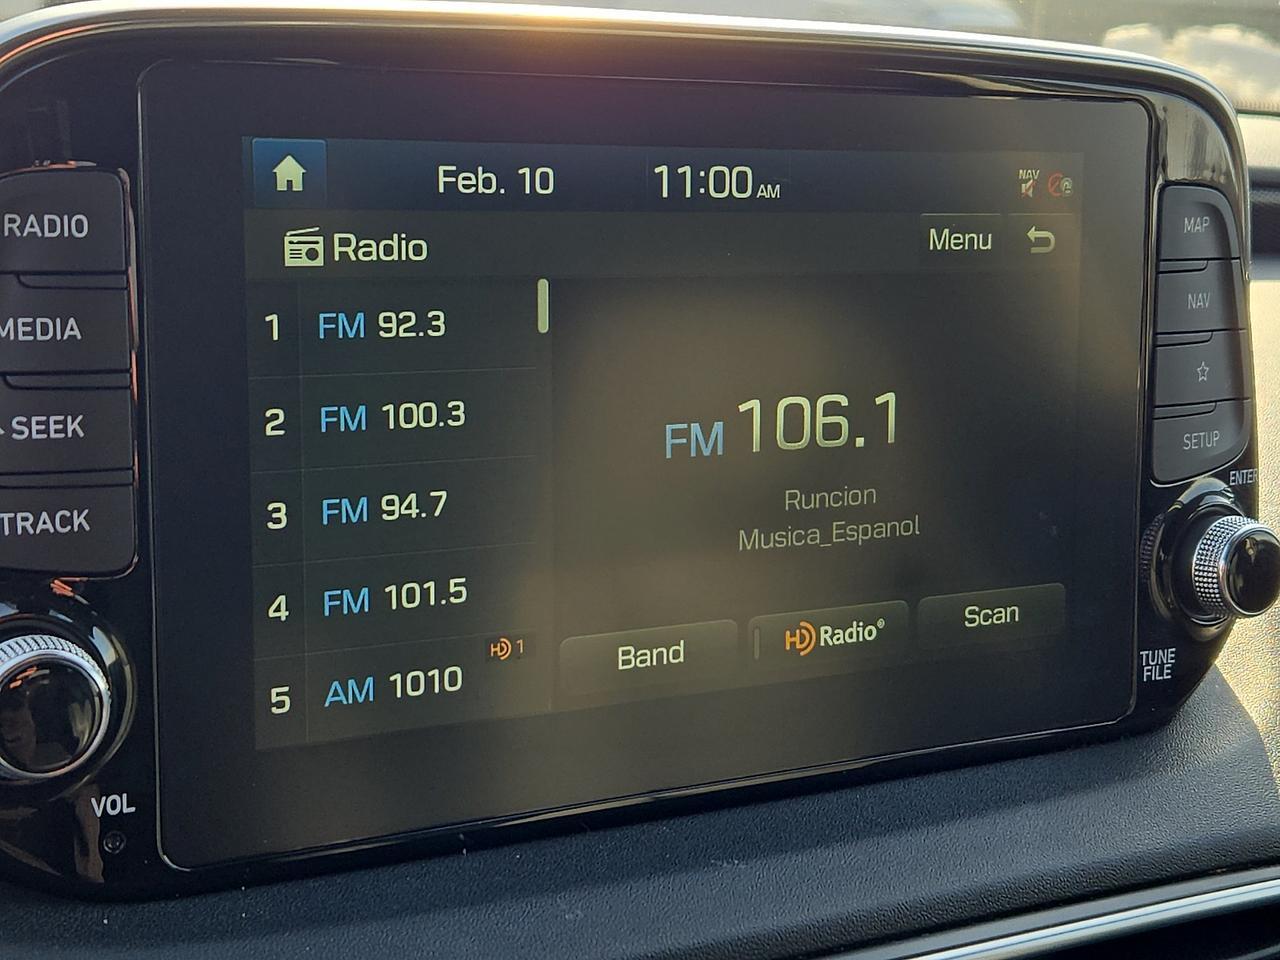 Feb. 10 11:00 AM NAV
Radio Menu
1 FM 92.3
2 FM 100.3
3 FM 94.7
4 FM 101.5
5 AM 1010 HD 1
FM 106.1
Runcion
Musica_Espanol
Band HD Radio® Scan
RADIO
MEDIA
SEEK
TRACK
VOL
MAP
NAV
☆
SETUP
ENTER
TUNE
FILE